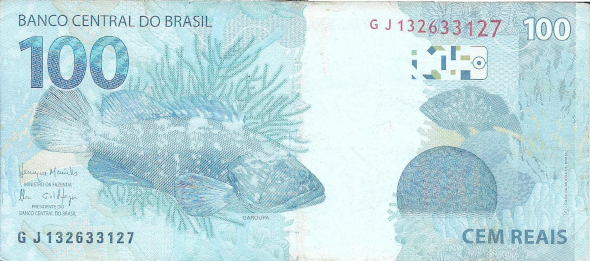 BANCO CENTRAL DO BRASIL
G J 132633127
100
100
MINISTRO DA FAZENDA
PRESIDENTE DO
BANCO CENTRAL DO BRASIL
GAROUPA
G J 132633127
CEM REAIS